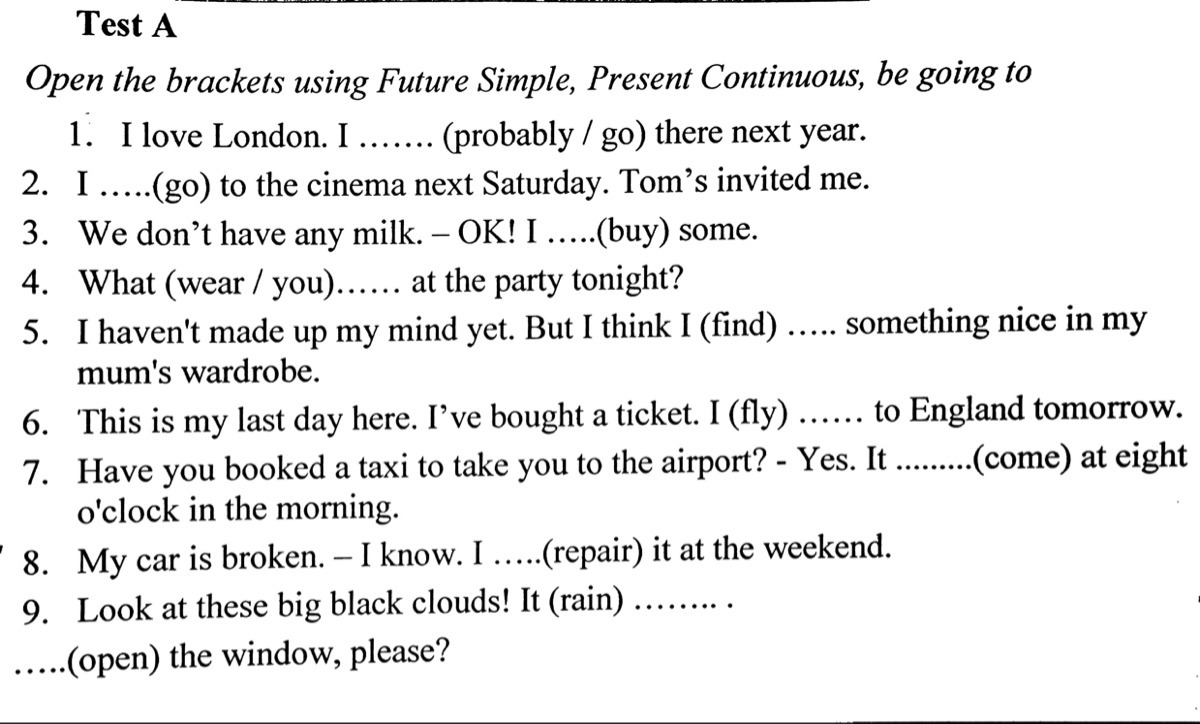 Test A
Open the brackets using Future Simple, Present Continuous, be going to
1. I love London. I ....... (probably / go) there next year.
2. I .....(go) to the cinema next Saturday. Tom’s invited me.
3. We don’t have any milk. – OK! I .....(buy) some.
4. What (wear / you)...... at the party tonight?
5. I haven't made up my mind yet. But I think I (find) ..... something nice in my
mum's wardrobe.
6. This is my last day here. I’ve bought a ticket. I (fly) ...... to England tomorrow.
7. Have you booked a taxi to take you to the airport? - Yes. It .........(come) at eight
o'clock in the morning.
8. My car is broken. – I know. I .....(repair) it at the weekend.
9. Look at these big black clouds! It (rain) ........ .
.....(open) the window, please?